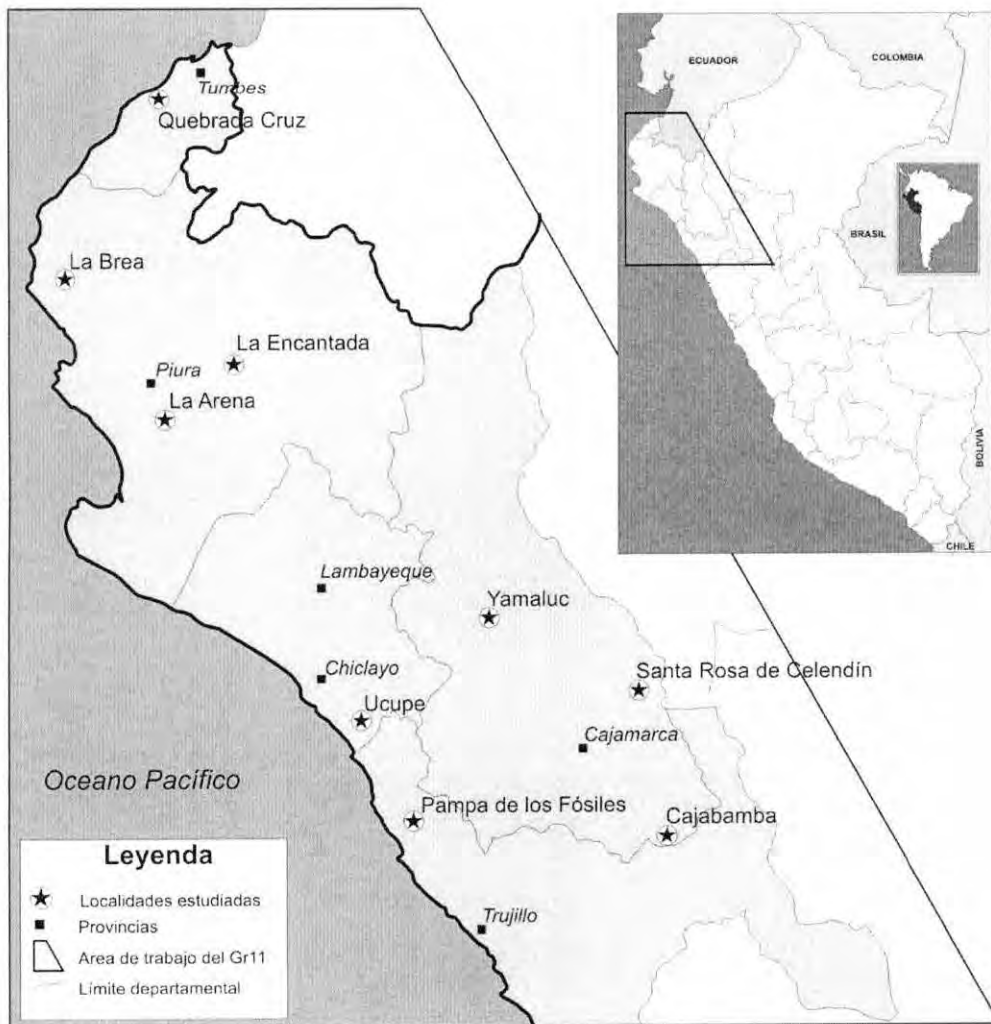 Tumbes
Quebrada Cruz
La Brea
La Encantada
Piura
La Arena
Lambayeque
Yamaluc
Chiclayo
Santa Rosa de Celendín
Ucupe
Cajamarca
Oceano Pacífico
Pampa de los Fósiles
Cajabamba
Trujillo
Leyenda
Localidades estudiadas
Provincias
Area de trabajo del Gr11
Límite departamental
ECUADOR
COLOMBIA
BRASIL
BOLIVIA
CHILE